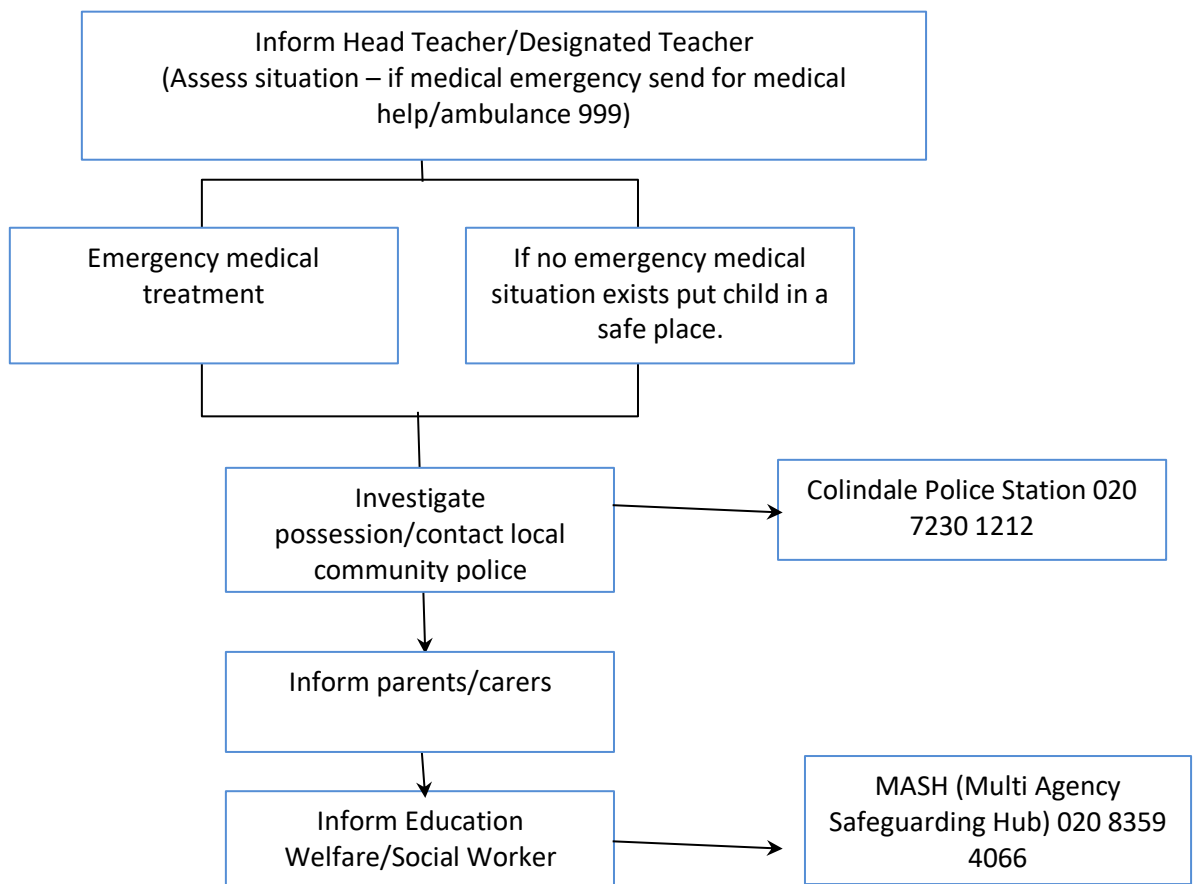 Inform Head Teacher/Designated Teacher
(Assess situation – if medical emergency send for medical
help/ambulance 999)
Emergency medical
treatment
If no emergency medical
situation exists put child in a
safe place.
Investigate
possession/contact local
community police
Colindale Police Station 020
7230 1212
Inform parents/carers
Inform Education
Welfare/Social Worker
MASH (Multi Agency
Safeguarding Hub) 020 8359
4066